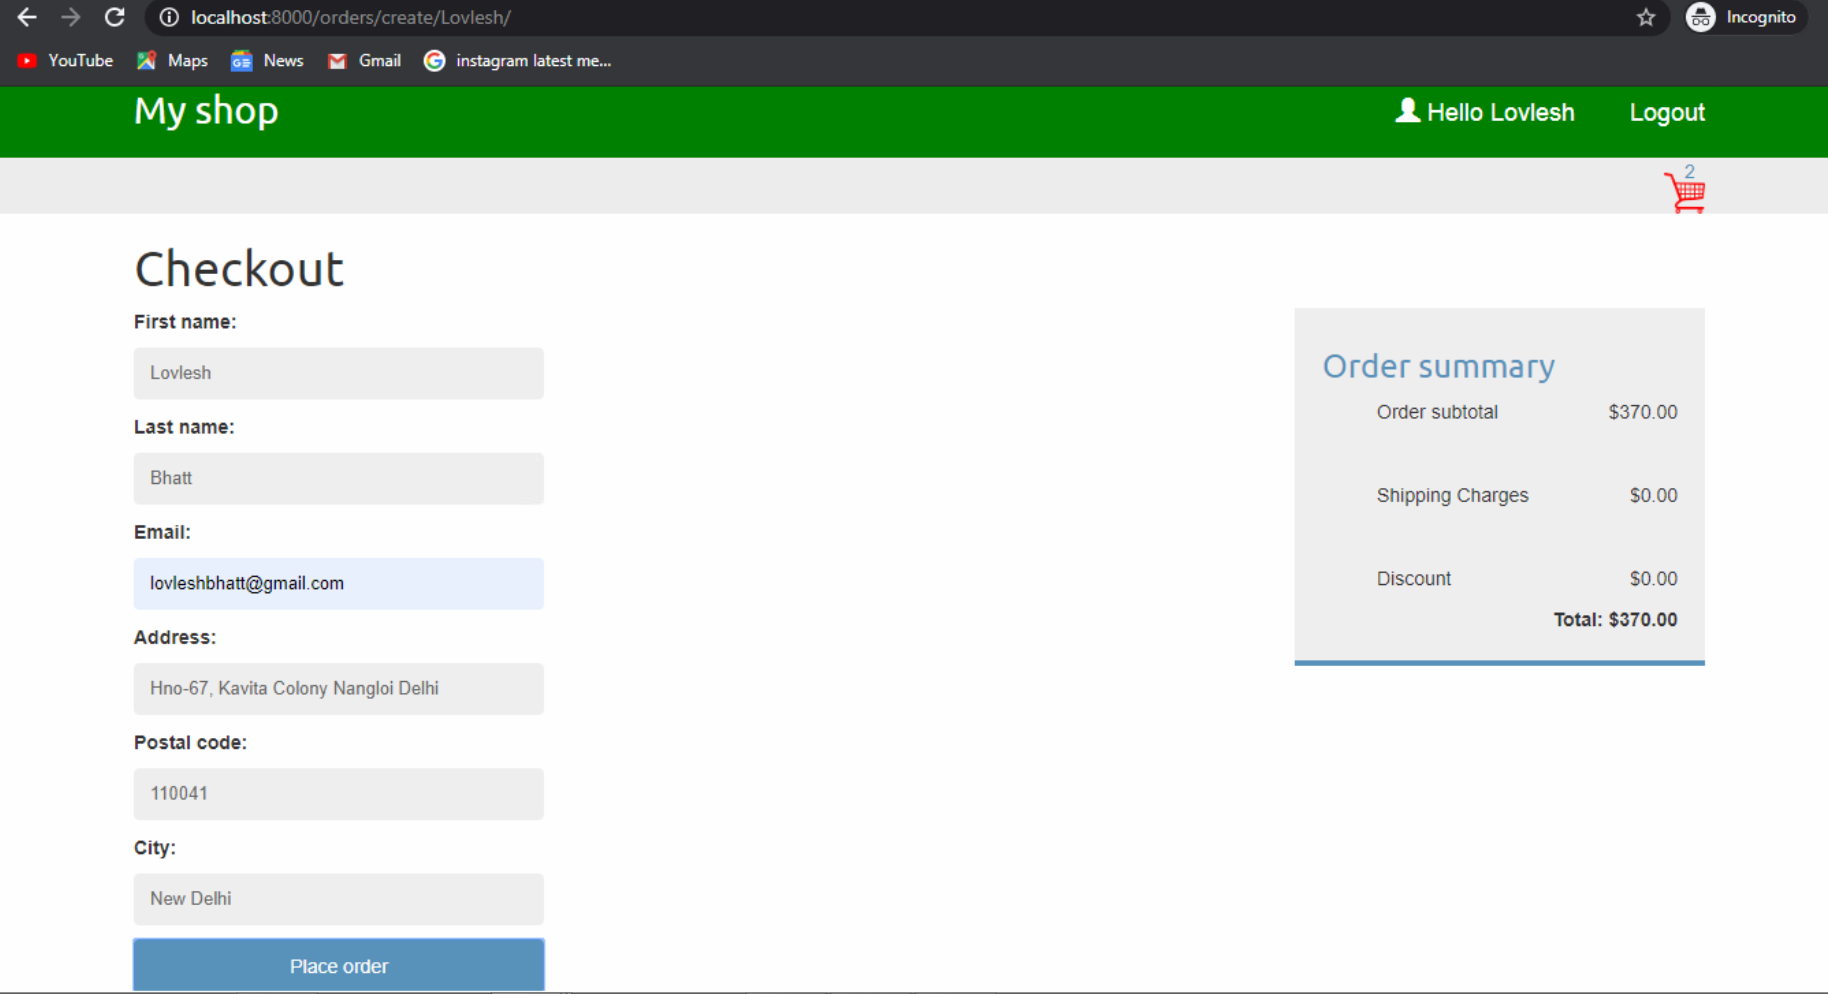 localhost:8000/orders/create/Lovlesh/
Incognito
YouTube Maps GE News Gmail G instagram latest me...
My shop
Hello Lovlesh Logout
2
Checkout
First name:
Lovlesh
Last name:
Bhatt
Email:
lovleshbhatt@gmail.com
Address:
Hno-67, Kavita Colony Nangloi Delhi
Postal code:
110041
City:
New Delhi
Place order
Order summary
Order subtotal $370.00
Shipping Charges $0.00
Discount $0.00
Total: $370.00